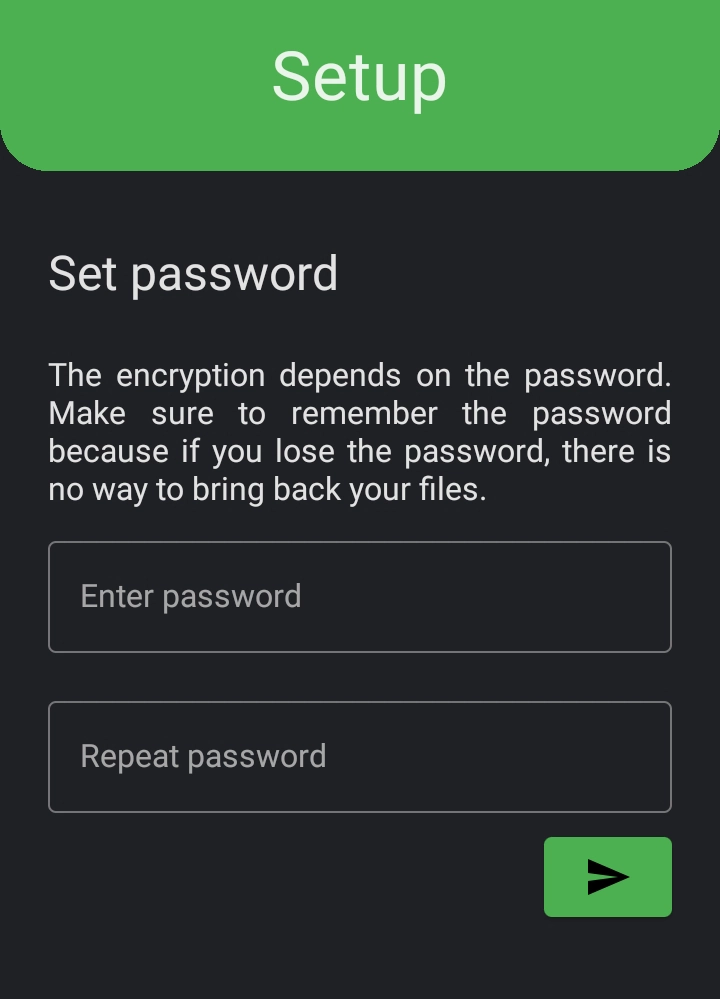 Setup
Set password
The encryption depends on the password.
Make sure to remember the password
because if you lose the password, there is
no way to bring back your files.
Enter password
Repeat password